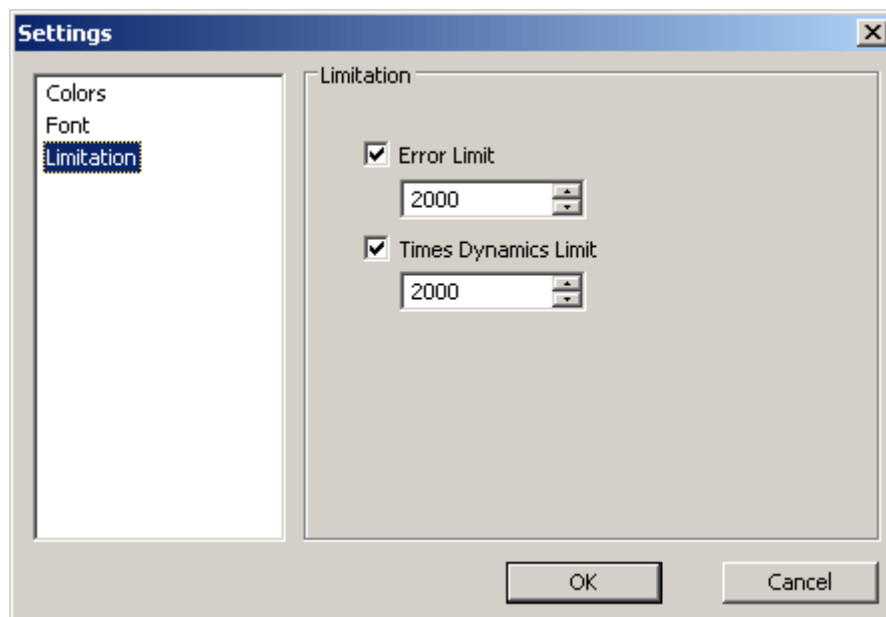 Settings
Colors
Font
Limitation
Limitation
Error Limit
2000
Times Dynamics Limit
2000
OK
Cancel